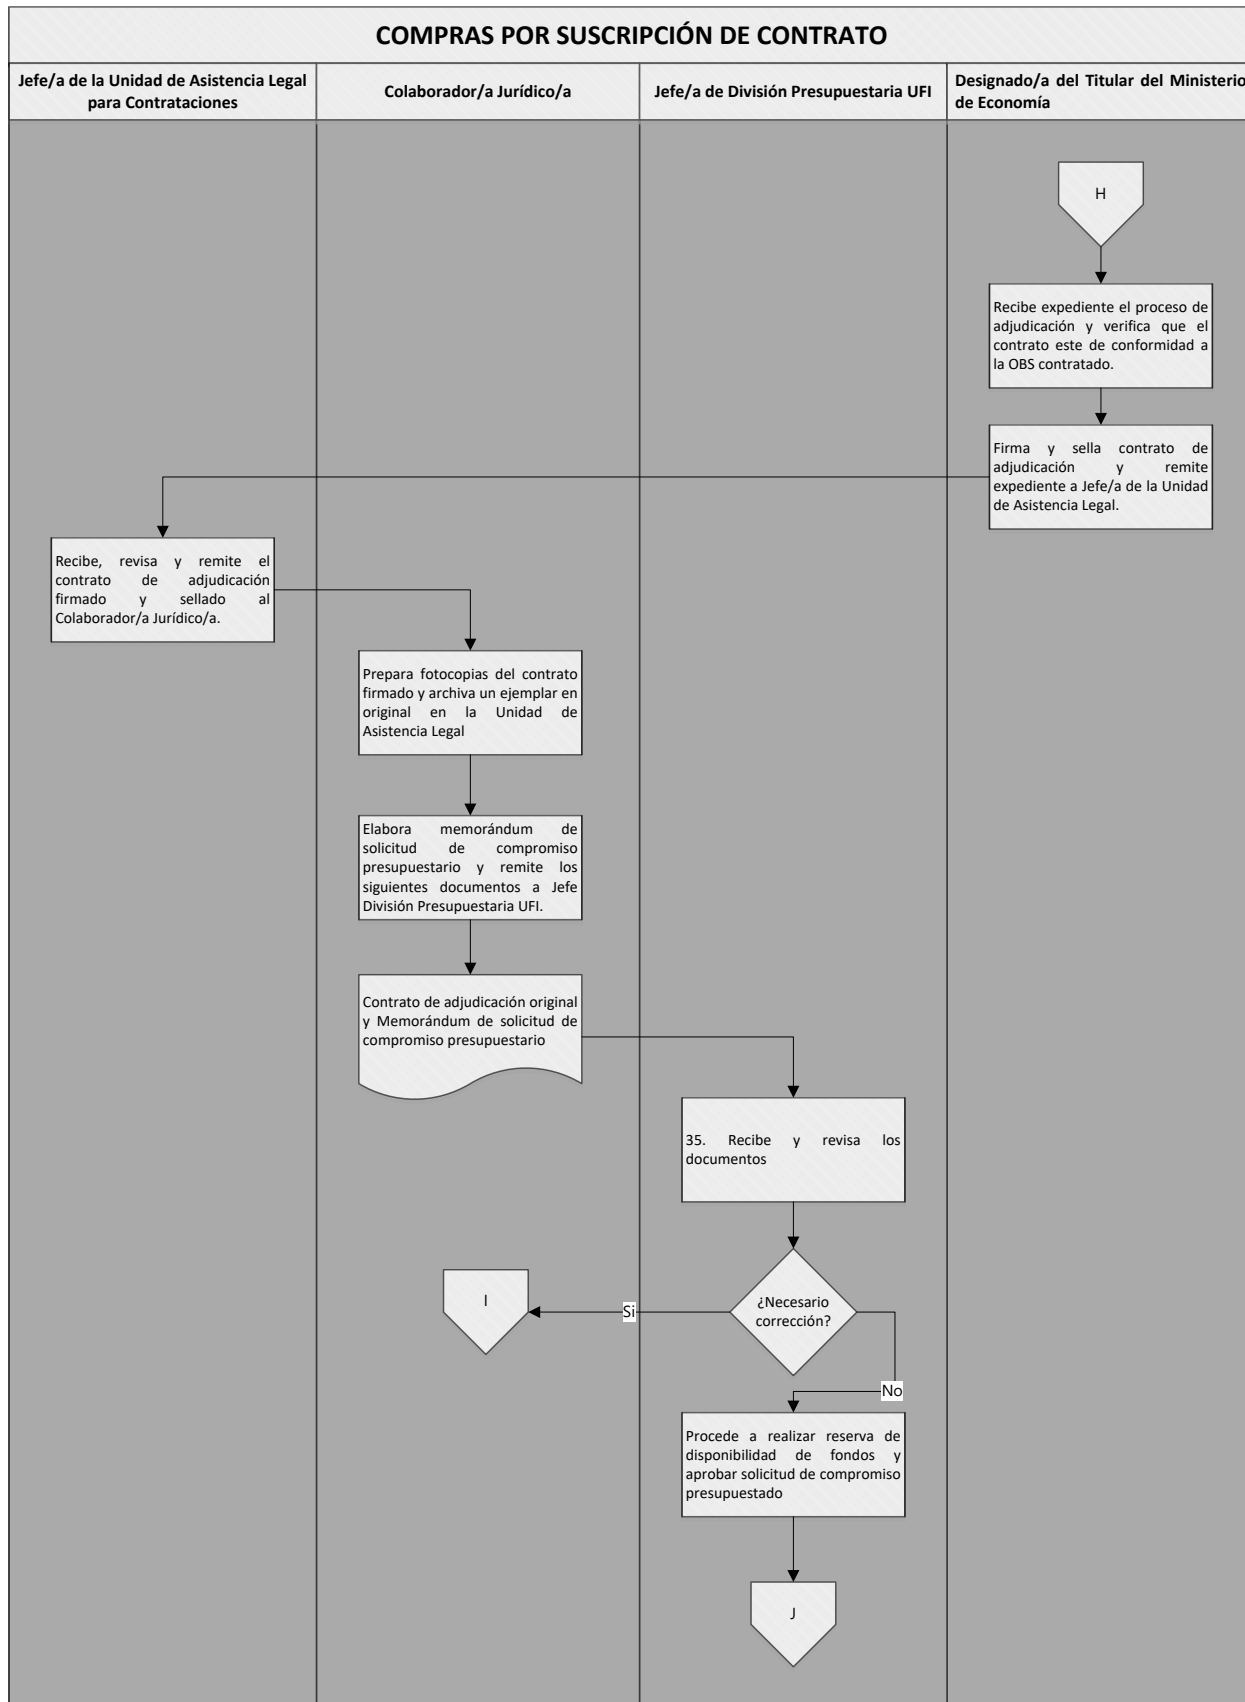 COMPRAS POR SUSCRIPCIÓN DE CONTRATO
Jefe/a de la Unidad de Asistencia Legal
para Contrataciones
Colaborador/a Jurídico/a
Jefe/a de División Presupuestaria UFI
Designado/a del Titular del Ministerio
de Economía
H
Recibe expediente el proceso de
adjudicación y verifica que el
contrato este de conformidad a
la OBS contratado.
Firma y sella contrato de
adjudicación y remite
expediente a Jefe/a de la Unidad
de Asistencia Legal.
Recibe, revisa y remite el
contrato de adjudicación
firmado y sellado al
Colaborador/a Jurídico/a.
Prepara fotocopias del contrato
firmado y archiva un ejemplar en
original en la Unidad de
Asistencia Legal
Elabora memorándum de
solicitud de compromiso
presupuestario y remite los
siguientes documentos a Jefe
División Presupuestaria UFI.
Contrato de adjudicación original
y Memorándum de solicitud de
compromiso presupuestario
35. Recibe y revisa los
documentos
¿Necesario
corrección?
Si
I
No
Procede a realizar reserva de
disponibilidad de fondos y
aprobar solicitud de compromiso
presupuestado
J